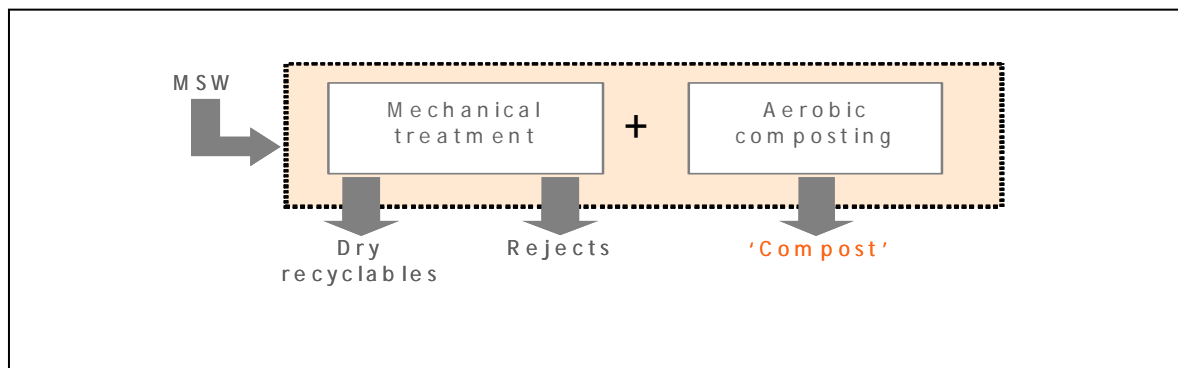 MSW
Mechanical
treatment
+
Aerobic
composting
Dry
recyclables
Rejects
‘Compost’